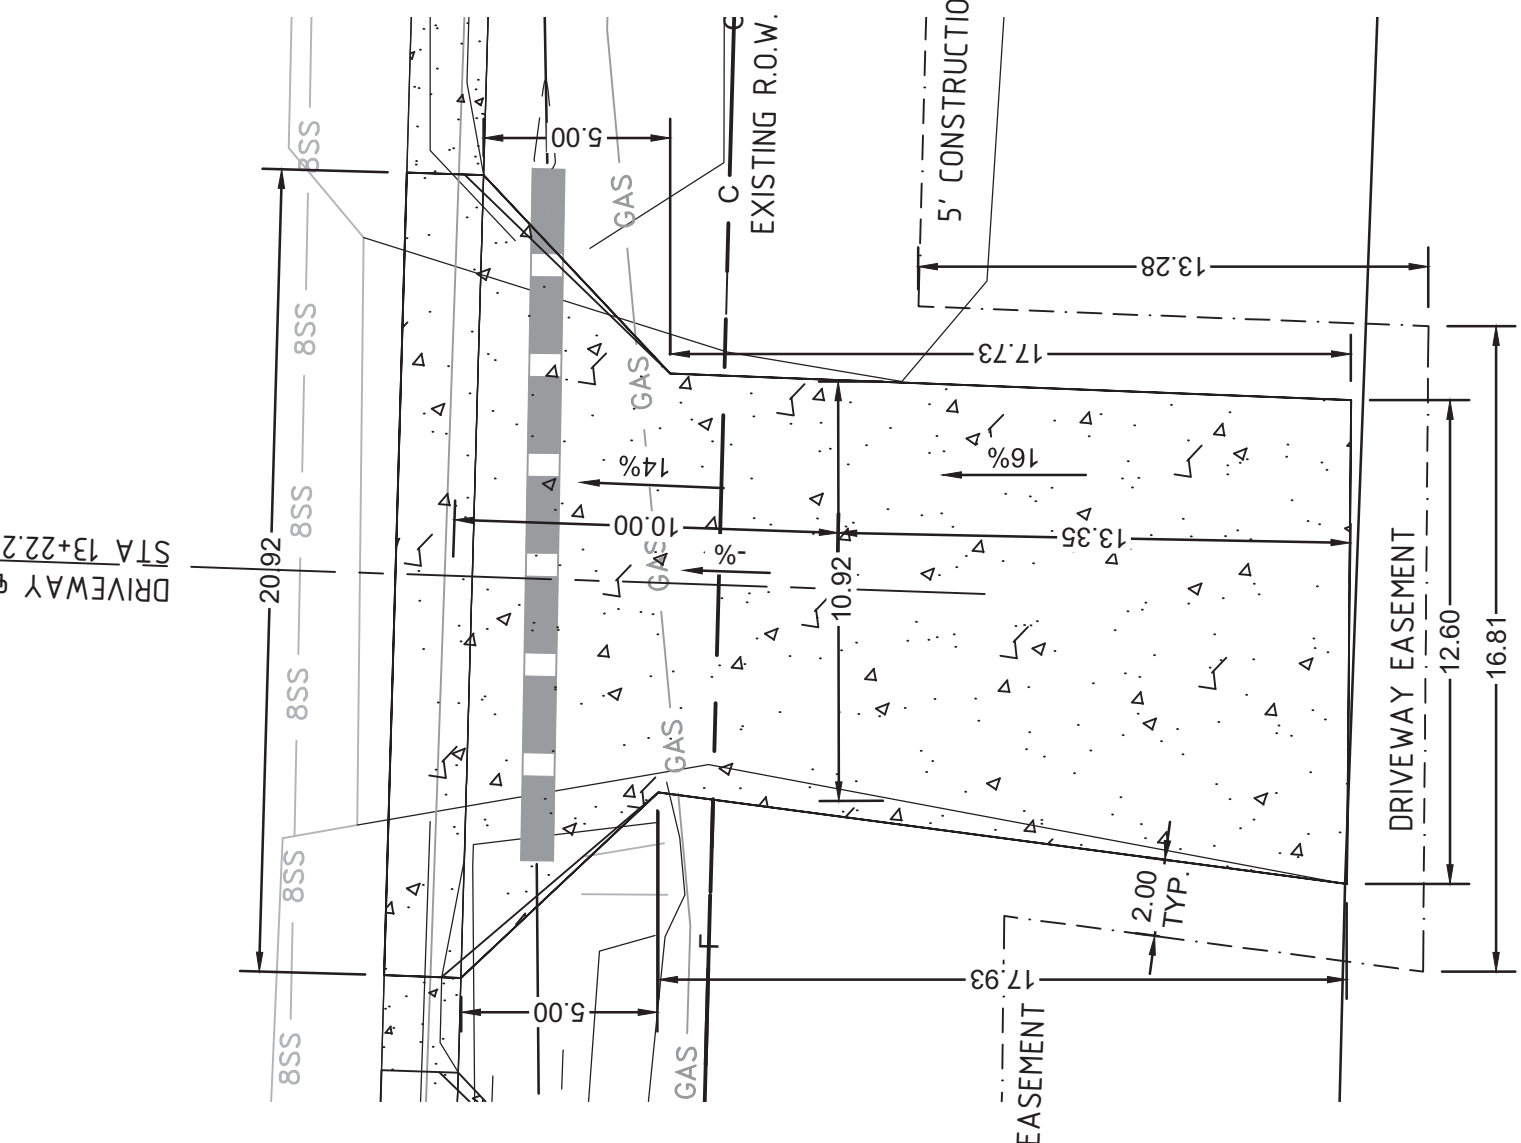 8SS
8SS
8SS
8SS
8SS
8SS
5.00
GAS
C
EXISTING R.O.W.
5' CONSTRUCTIO
13.28
17.73
GAS
14%
16%
10.00
13.35
GAS
-%
STA 13+22.2
DRIVEWAY ℄
20.92
10.92
DRIVEWAY EASEMENT
12.60
16.81
GAS
2.00
TYP.
F
17.93
5.00
GAS
EASEMENT